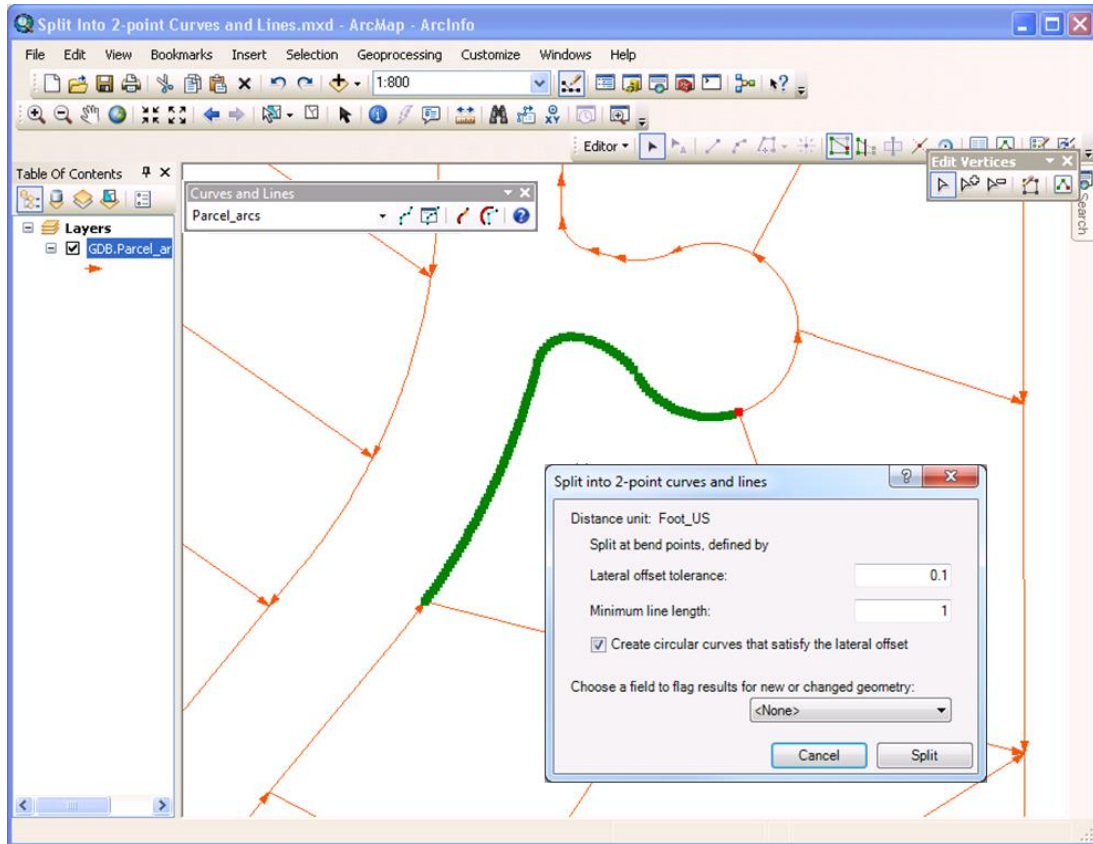 Split Into 2-point Curves and Lines.mxd - ArcMap - ArcInfo
File Edit View Bookmarks Insert Selection Geoprocessing Customize Windows Help
1:800
Editor
Edit Vertices
Table Of Contents
Curves and Lines
Parcel_arcs
Search
Layers
GDB.Parcel_ar
Split into 2-point curves and lines
Distance unit: Foot_US
Split at bend points, defined by
Lateral offset tolerance: 0.1
Minimum line length: 1
Create circular curves that satisfy the lateral offset
Choose a field to flag results for new or changed geometry:
<None>
Cancel Split